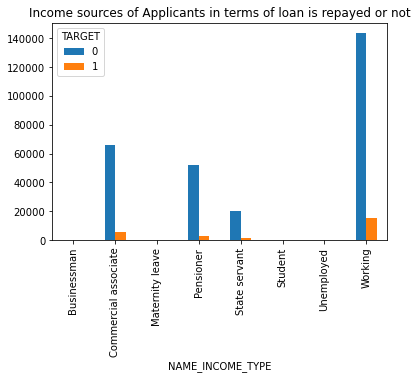 Income sources of Applicants in terms of loan is repayed or not
TARGET
0
1
140000
120000
100000
80000
60000
40000
20000
0
Businessman
Commercial associate
Maternity leave
Pensioner
State servant
Student
Unemployed
Working
NAME_INCOME_TYPE